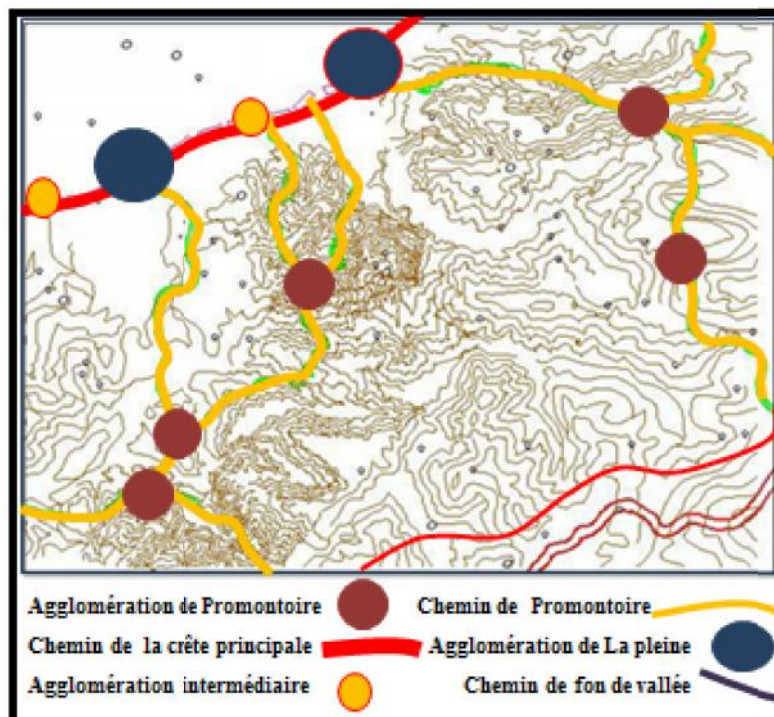 Agglomération de Promontoire Chemin de Promontoire
Chemin de la crête principale Agglomération de La pleine
Agglomération intermédiaire Chemin de fon de vallée